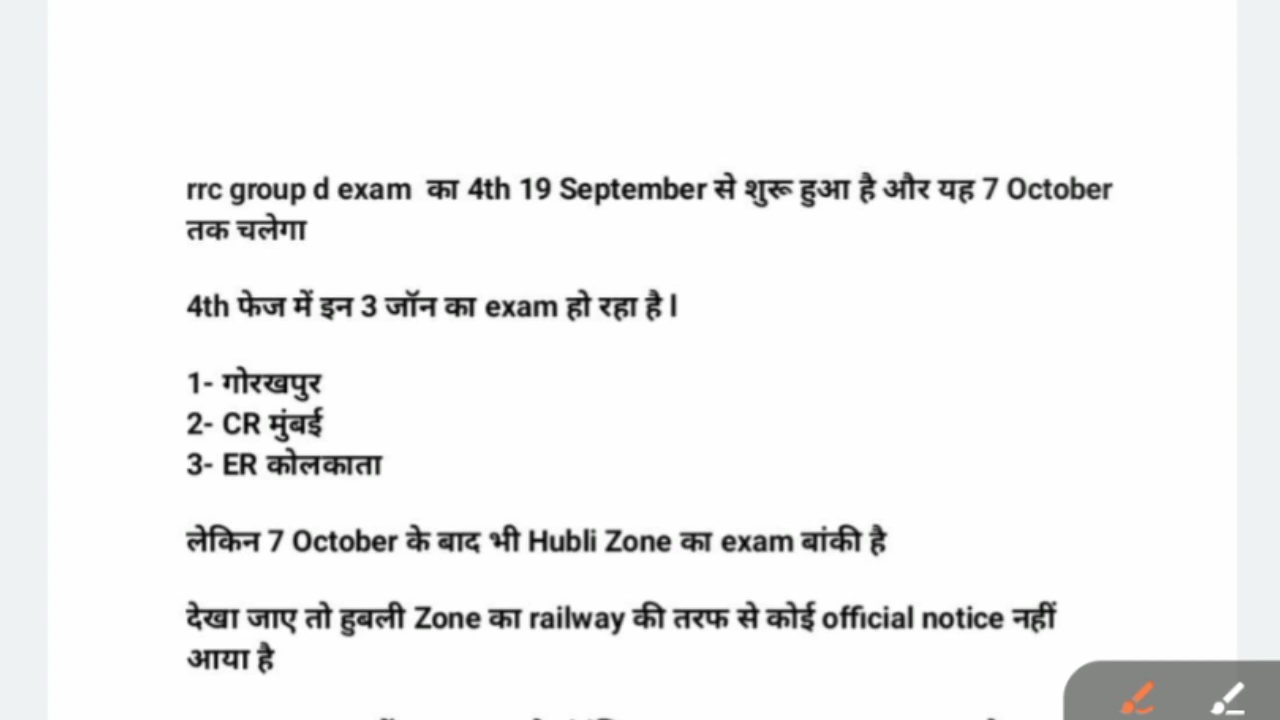 rrc group d exam का 4th 19 September से शुरू हुआ है और यह 7 October
तक चलेगा
4th फेज में इन 3 जॉन का exam हो रहा है l
1- गोरखपुर
2- CR मुंबई
3- ER कोलकाता
लेकिन 7 October के बाद भी Hubli Zone का exam बांकी है
देखा जाए तो हुबली Zone का railway की तरफ से कोई official notice नहीं
आया है